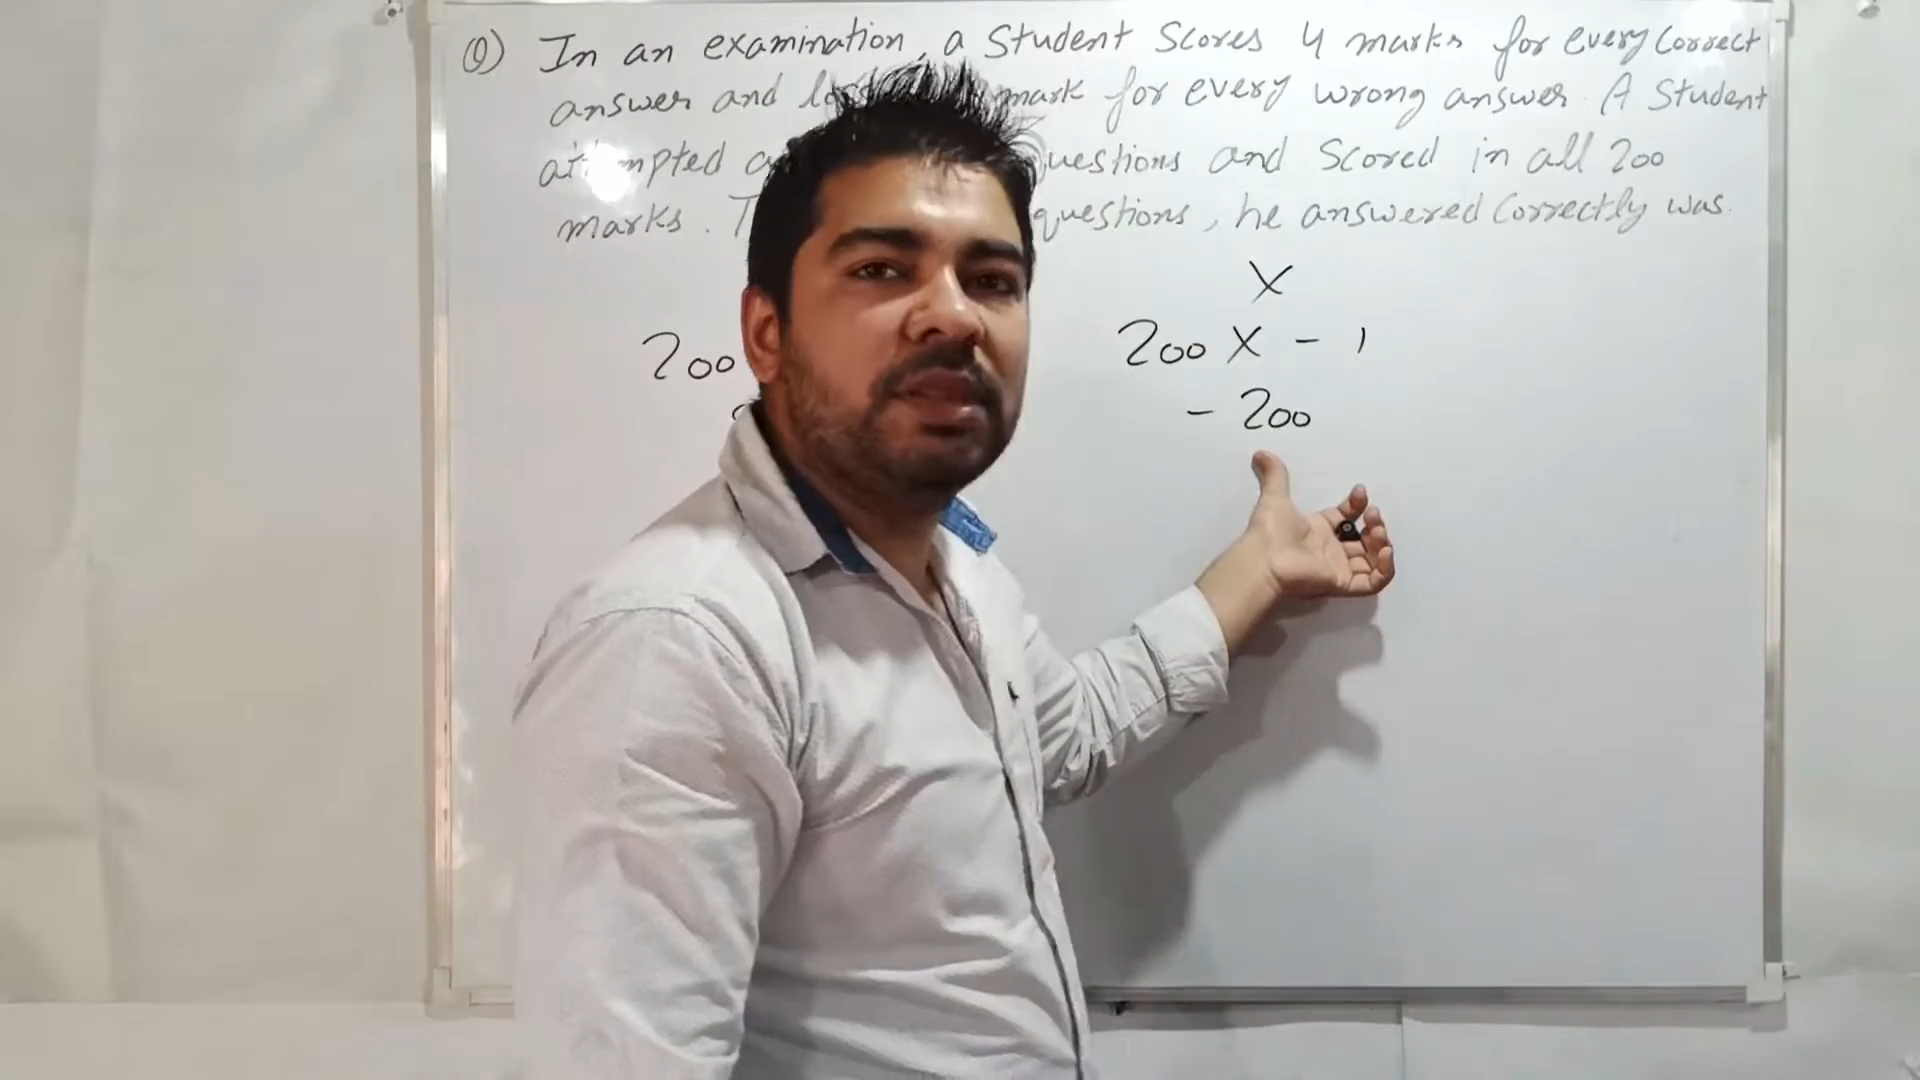 Q) In an examination, a Student Scores 4 marks for every Correct
answer and mark for every wrong answer. A Student
attempted and Scored in all 200
marks. questions, he answered Correctly was.
X
200 200 X - 1
- 200